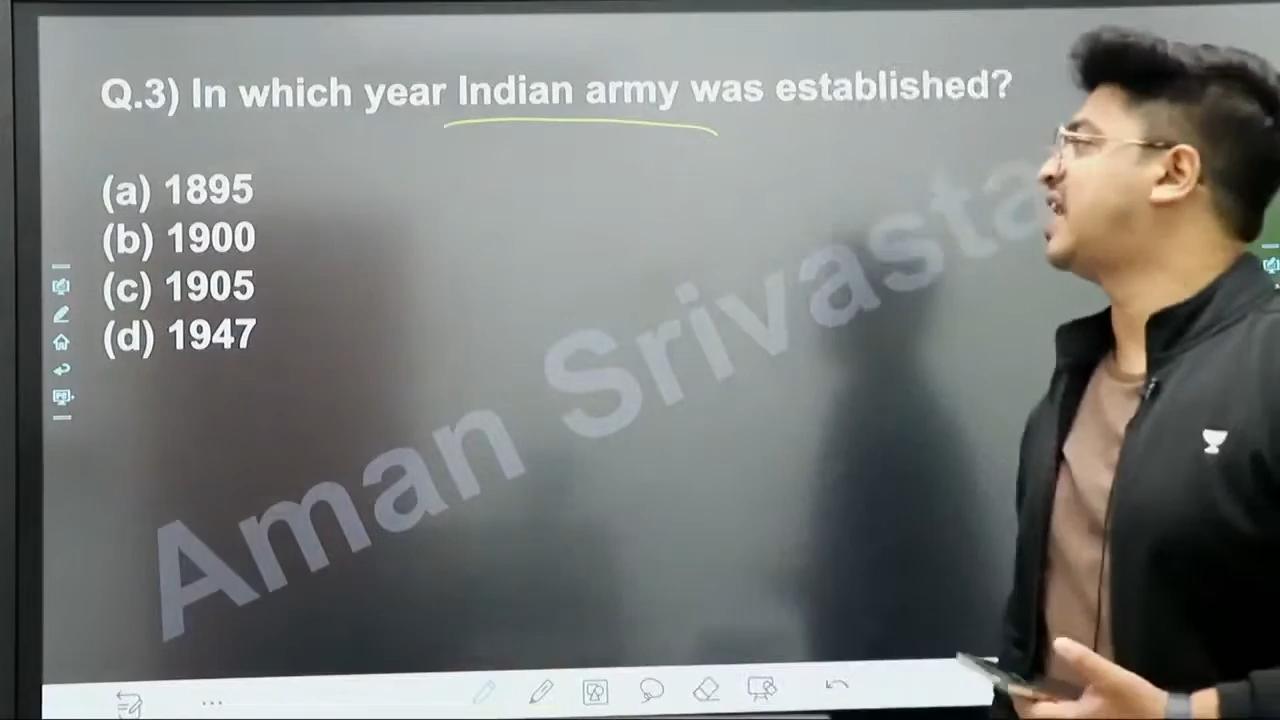 Q.3) In which year Indian army was established?
(a) 1895
(b) 1900
(c) 1905
(d) 1947
Aman Srivasta